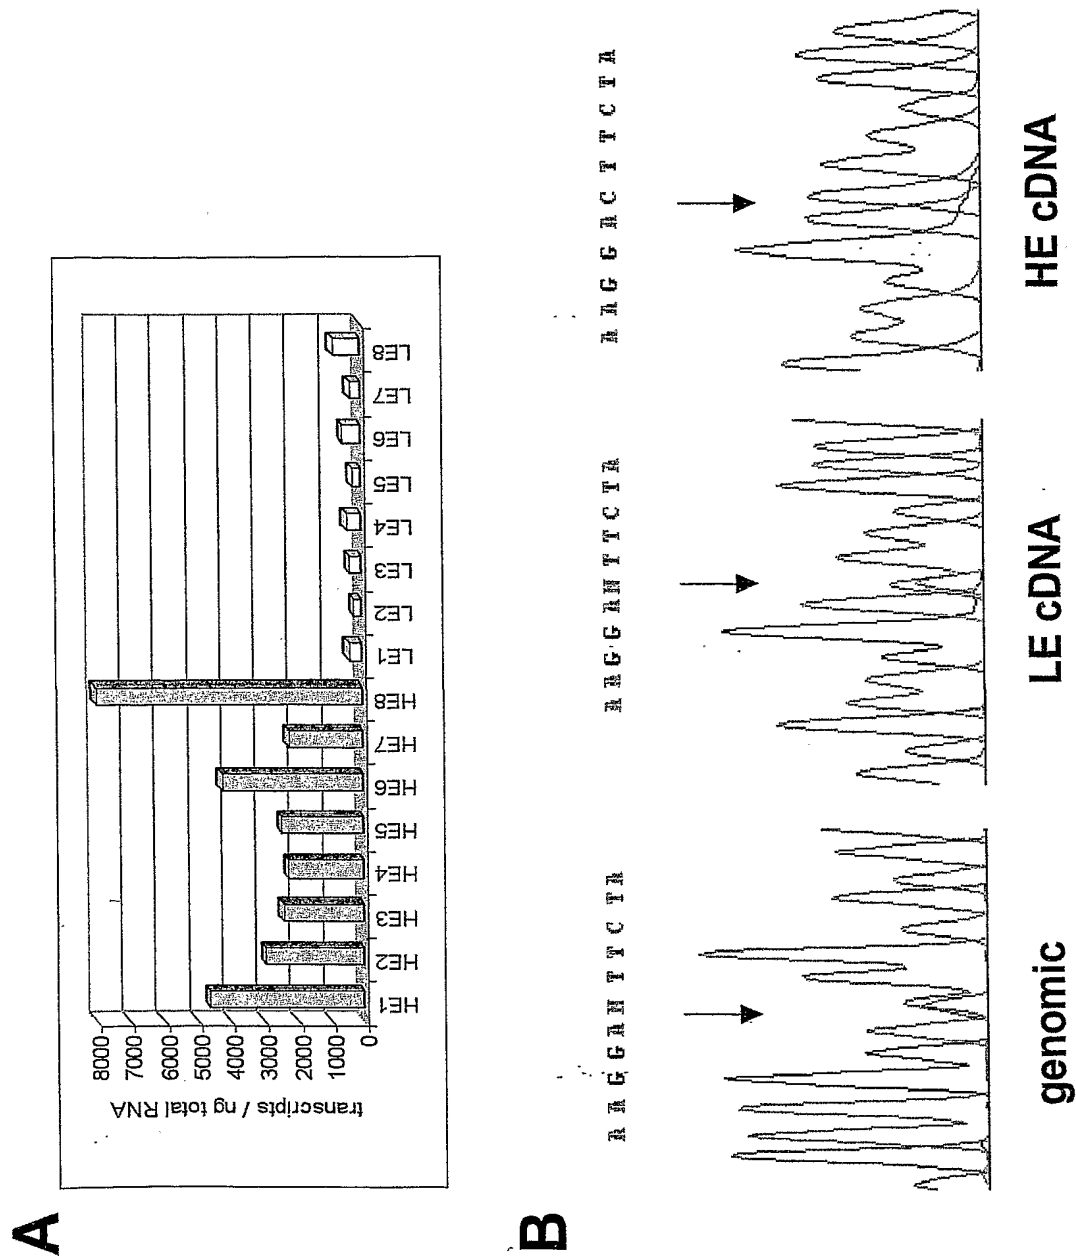 A
transcripts / ng total RNA
8000
7000
6000
5000
4000
3000
2000
1000
0
HE1 HE2 HE3 HE4 HE5 HE6 HE7 HE8 LE1 LE2 LE3 LE4 LE5 LE6 LE7 LE8
B
A A G G A N T T C T A
A A G G A N T T C T A
A A G G A C T T C T A
genomic
LE cDNA
HE cDNA